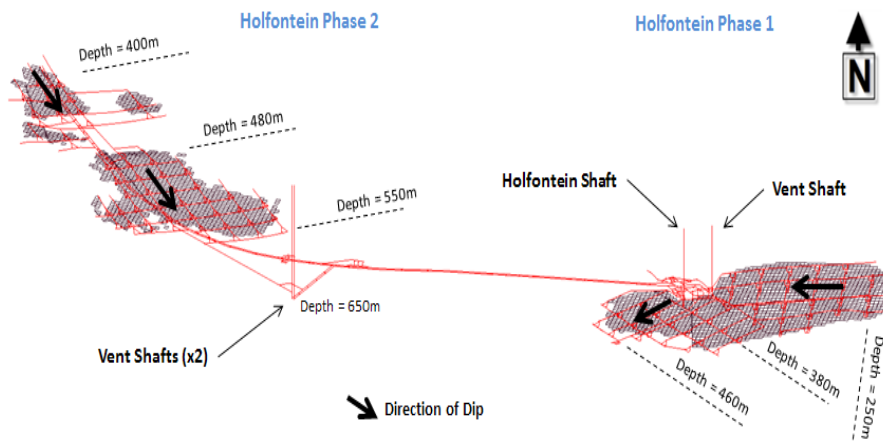 Holfontein Phase 2
Holfontein Phase 1
Depth = 400m
N
Depth = 480m
Holfontein Shaft
Vent Shaft
Depth = 550m
Depth = 650m
Vent Shafts (x2)
Depth = 460m
Depth = 380m
Depth = 250m
Direction of Dip